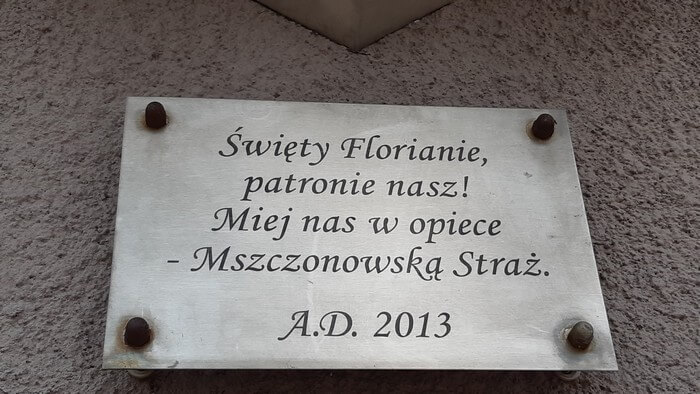 Święty Florianie,
patronie nasz!
Miej nas w opiece
- Mszczonowską Straż.
A.D. 2013